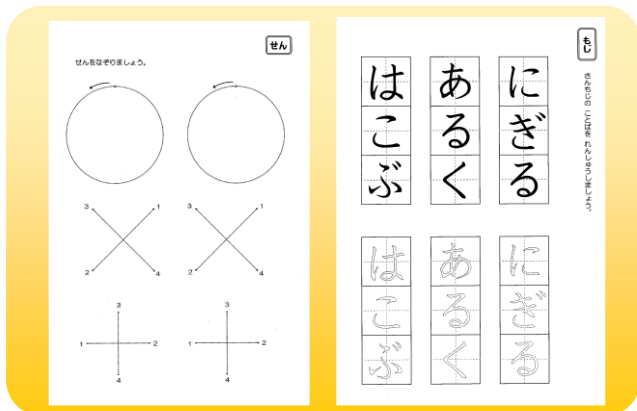 せん
せんをなぞりましょう。
3 1
2 4
3 1
2 4
3
1 2
4
3
1 2
4
もじ
さんもじの ことばを れんしゅうしましょう。
にぎる
あるく
はこぶ
にぎる
あるく
はこぶ